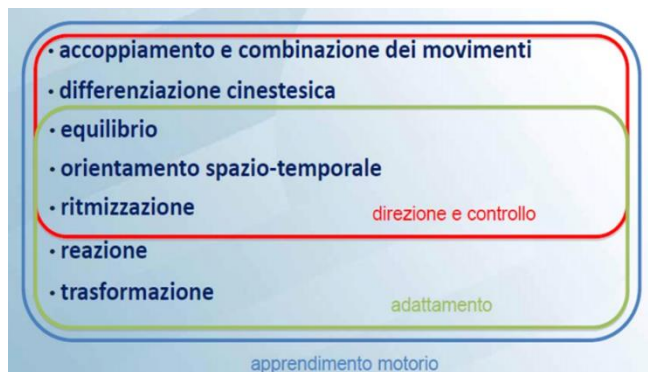 · accoppiamento e combinazione dei movimenti
· differenziazione cinestesica
· equilibrio
· orientamento spazio-temporale
· ritmizzazione direzione e controllo
· reazione
· trasformazione
adattamento
apprendimento motorio